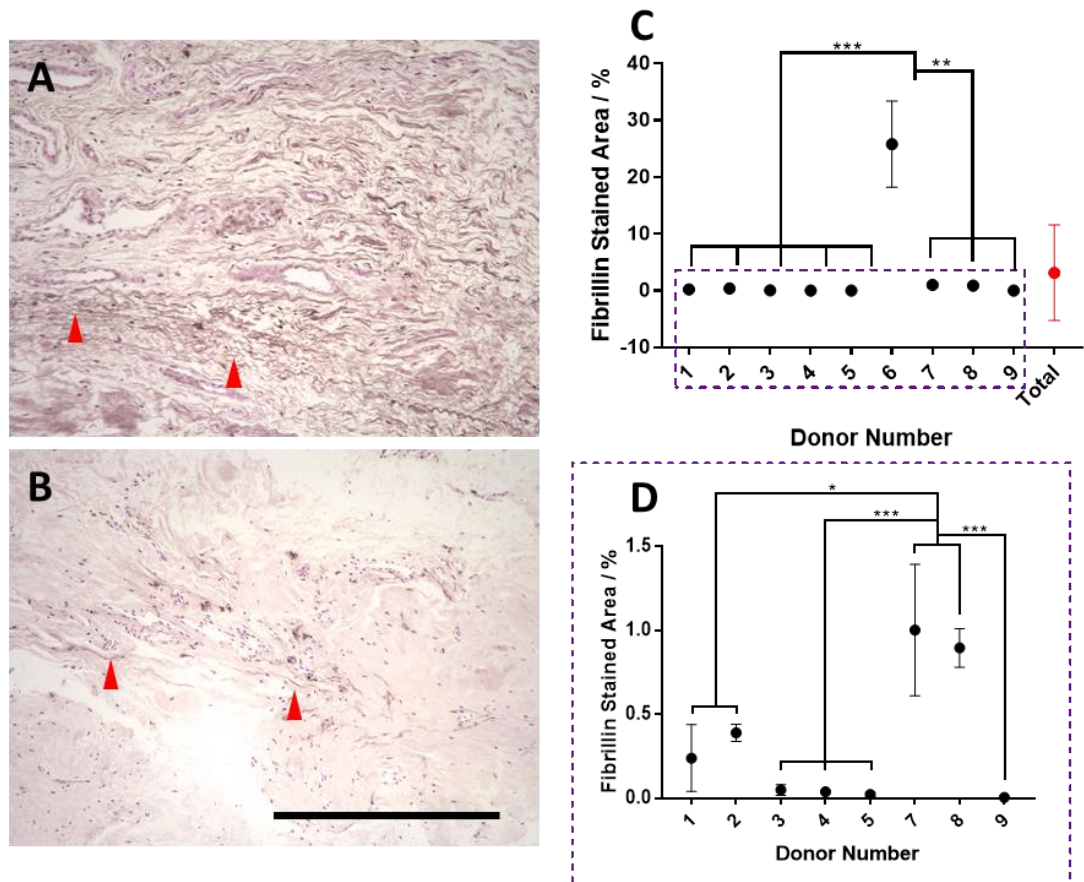 A
B
C
Fibrillin Stained Area / %
40
30
20
10
0
-10
***
**
1 2 3 4 5 6 7 8 9 Total
Donor Number
D
Fibrillin Stained Area / %
1.5
1.0
0.5
0.0
*
***
***
1 2 3 4 5 7 8 9
Donor Number